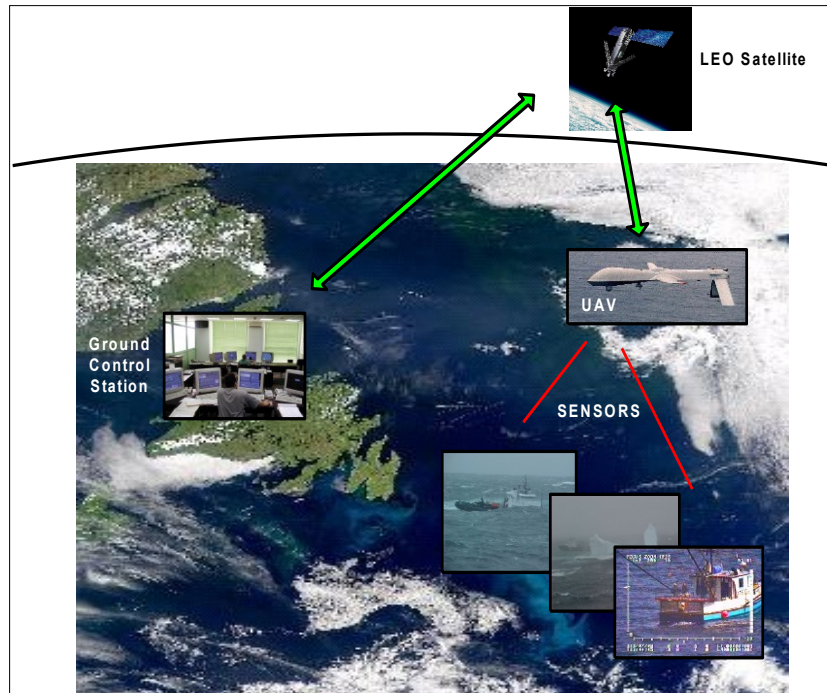 LEO Satellite
UAV
Ground
Control
Station
SENSORS